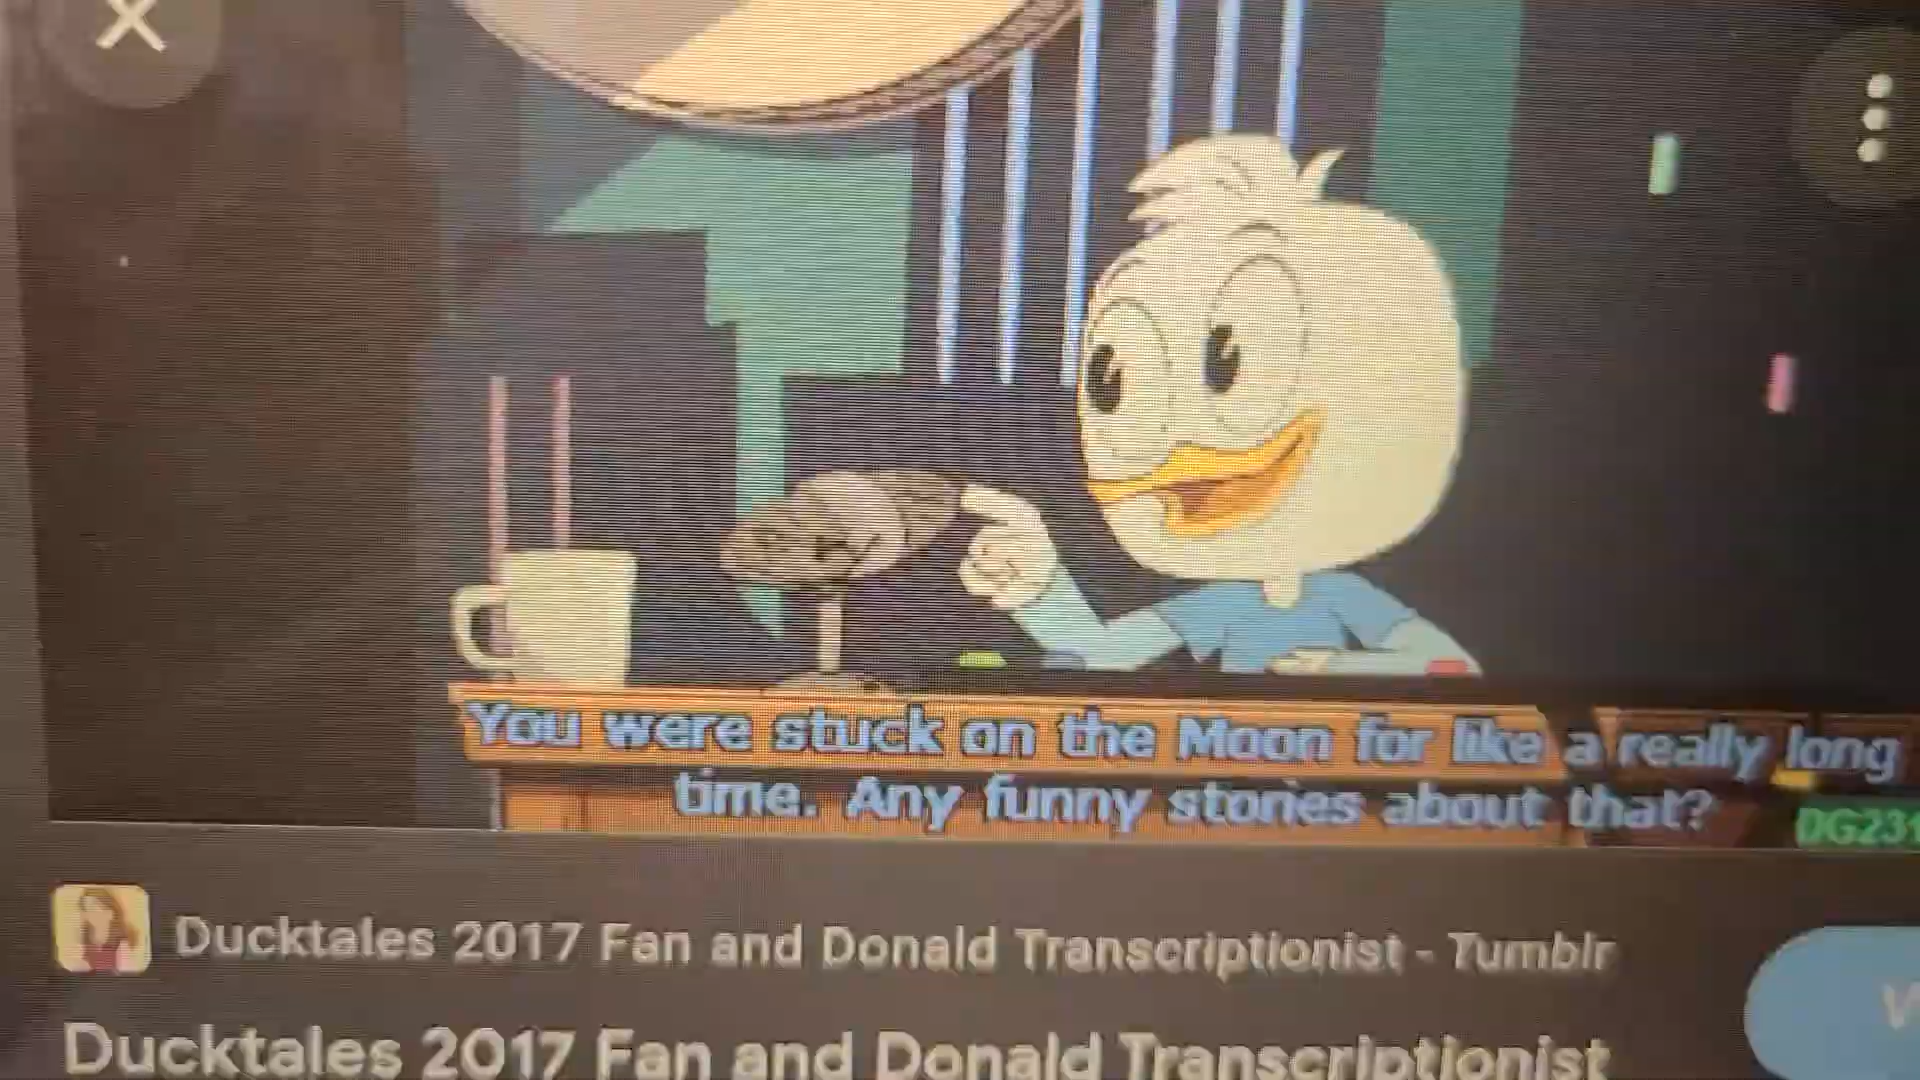 You were stuck on the Moon for like a really long
time. Any funny stories about that?
DG231
Ducktales 2017 Fan and Donald Transcriptionist - Tumblr
Ducktales 2017 Fan and Donald Transcriptionist